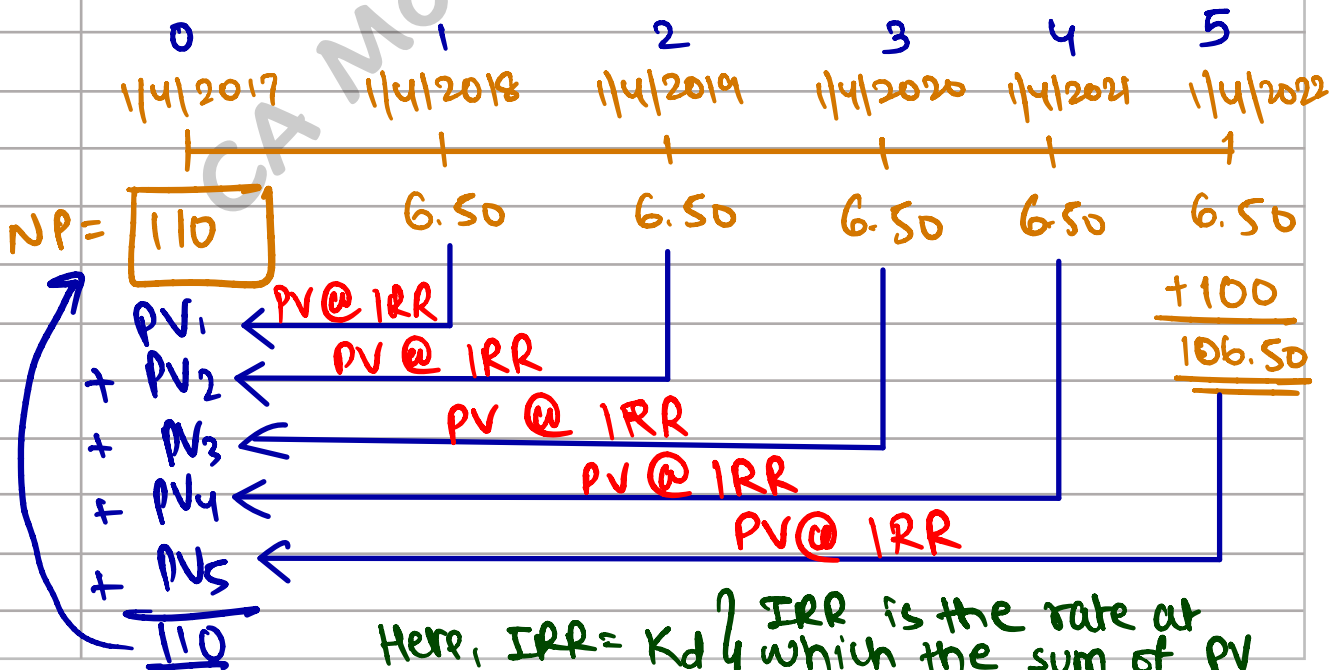 0 1 2 3 4 5
1/4/2017 1/4/2018 1/4/2019 1/4/2020 1/4/2021 1/4/2022
NP= 110 6.50 6.50 6.50 6.50 6.50
+100
106.50
PV1 PV@ IRR
+ PV2 PV @ IRR
+ PV3 PV @ IRR
+ PV4 PV @ IRR
+ PV5 PV@ IRR
110
Here, IRR = Kd } IRR is the rate at
which the sum of PV
CA